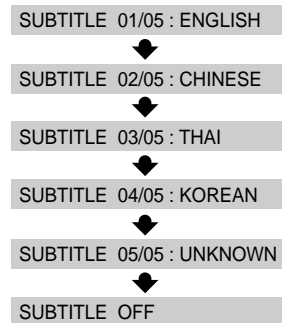 SUBTITLE 01/05 : ENGLISH
SUBTITLE 02/05 : CHINESE
SUBTITLE 03/05 : THAI
SUBTITLE 04/05 : KOREAN
SUBTITLE 05/05 : UNKNOWN
SUBTITLE OFF